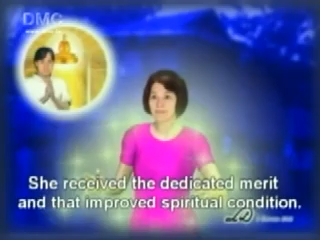 DMC
She received the dedicated merit
and that improved spiritual condition.